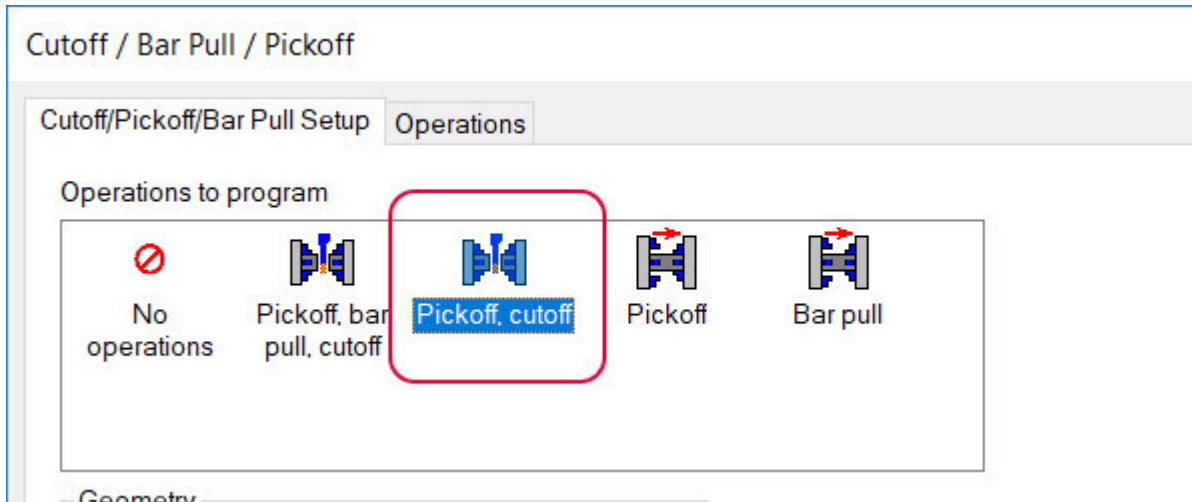 Cutoff / Bar Pull / Pickoff
Cutoff/Pickoff/Bar Pull Setup
Operations
Operations to program
No
operations
Pickoff, bar
pull, cutoff
Pickoff, cutoff
Pickoff
Bar pull
Geometry